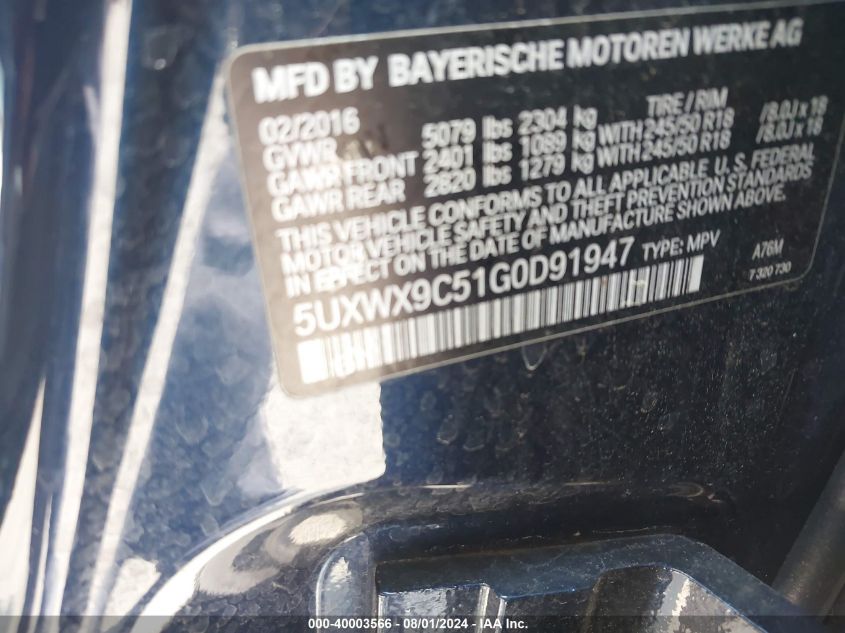 MFD BY BAYERISCHE MOTOREN WERKE AG
02/2016 TIRE / RIM
GVWR 5079 lbs 2304 kg
GAWR FRONT 2401 lbs 1089 kg WITH 245/50 R18 /8.0J x 18
GAWR REAR 2820 lbs 1279 kg WITH 245/50 R18 /8.0J x 18
THIS VEHICLE CONFORMS TO ALL APPLICABLE U. S. FEDERAL
MOTOR VEHICLE SAFETY AND THEFT PREVENTION STANDARDS
IN EFFECT ON THE DATE OF MANUFACTURE SHOWN ABOVE.
5UXWX9C51G0D91947 TYPE: MPV A76M
7 320 730
000-40003566 * 08/01/2024 - IAA Inc.